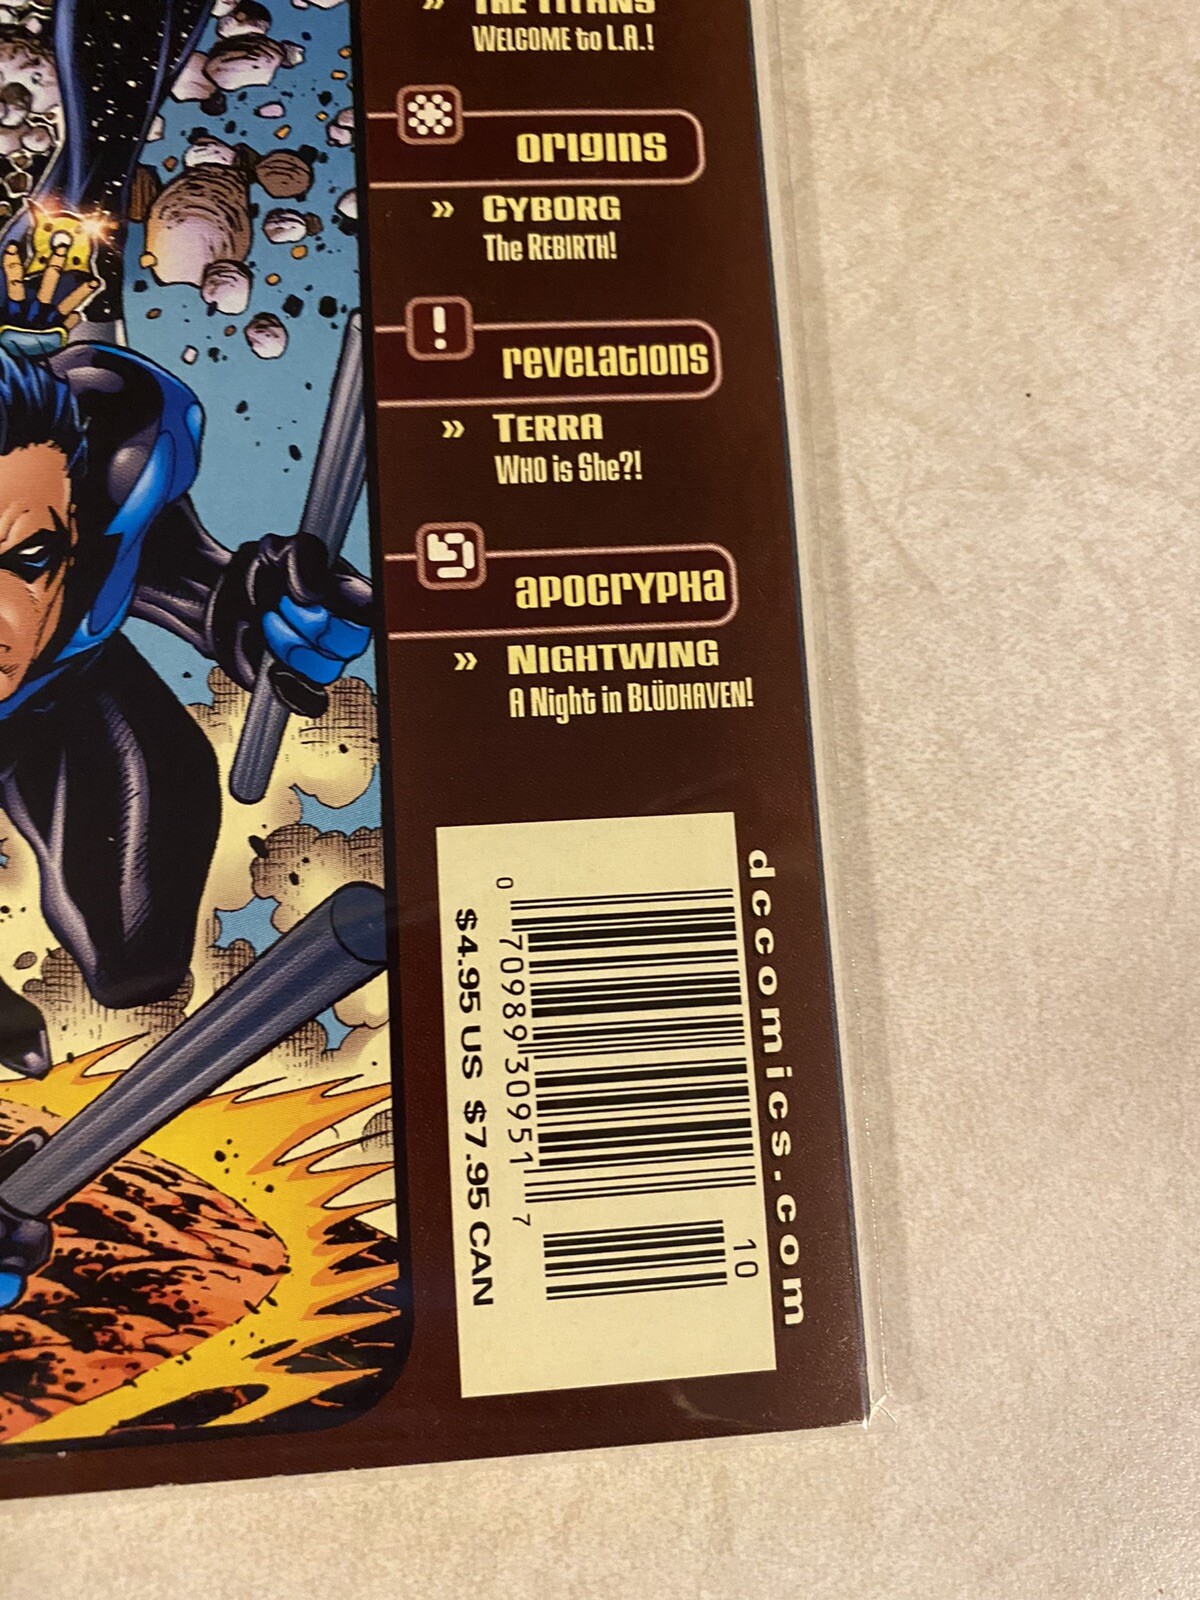 » THE TITANS
WELCOME to L.A.!
origins
» CYBORG
The REBIRTH!
!
revelations
» TERRA
WHO is SHe?!
apocrypha
» NIGHTWING
A Night in BLÜDHAVEN!
dccomics.com
0 70989 30951 7
10
$4.95 US $7.95 CAN